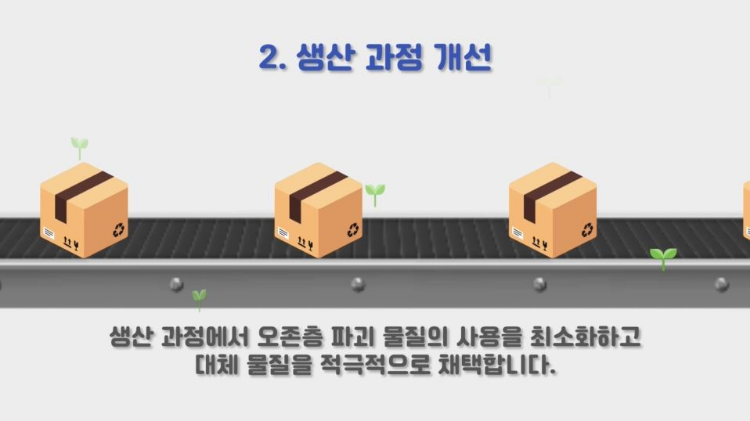 2. 생산 과정 개선
생산 과정에서 오존층 파괴 물질의 사용을 최소화하고
대체 물질을 적극적으로 채택합니다.